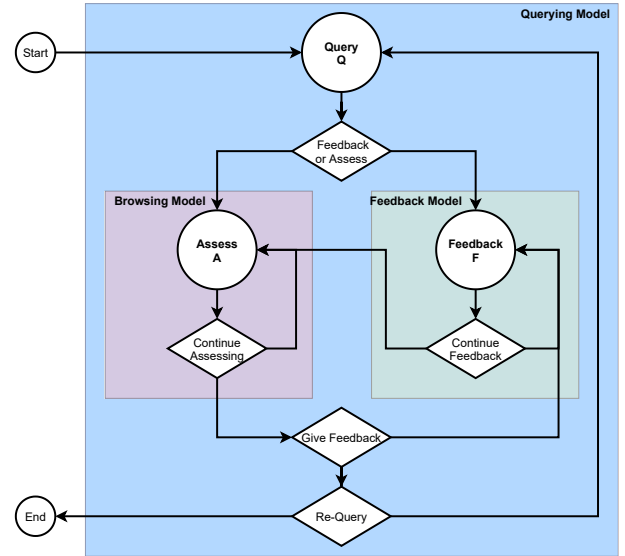 Querying Model
Start
Query
Q
Feedback
or Assess
Browsing Model
Feedback Model
Assess
A
Feedback
F
Continue
Assessing
Continue
Feedback
Give Feedback
End
Re-Query